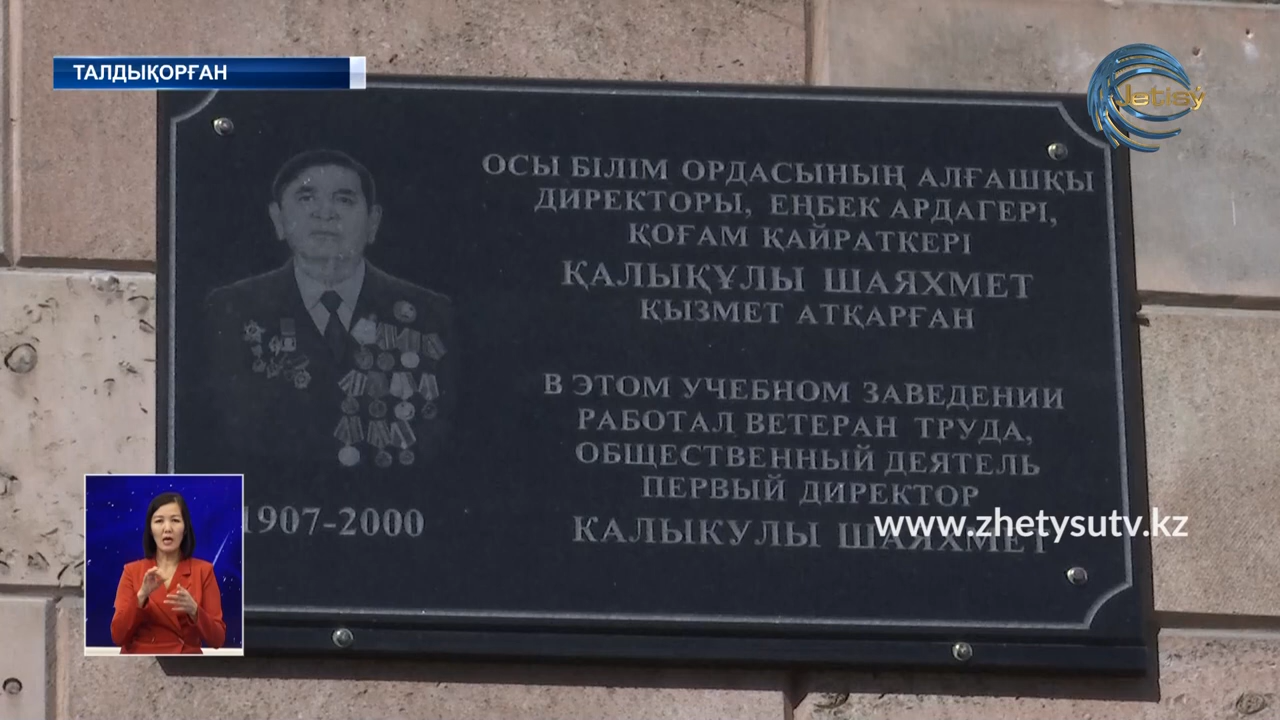 ТАЛДЫҚОРҒАН
Jetisý
ОСЫ БІЛІМ ОРДАСЫНЫҢ АЛҒАШҚЫ
ДИРЕКТОРЫ, ЕҢБЕК АРДАГЕРІ,
ҚОҒАМ ҚАЙРАТКЕРІ
ҚАЛЫҚҰЛЫ ШАЯХМЕТ
ҚЫЗМЕТ АТҚАРҒАН
В ЭТОМ УЧЕБНОМ ЗАВЕДЕНИИ
РАБОТАЛ ВЕТЕРАН ТРУДА,
ОБЩЕСТВЕННЫЙ ДЕЯТЕЛЬ
ПЕРВЫЙ ДИРЕКТОР
КАЛЫКУЛЫ ШАЯХМЕТ
1907-2000
www.zhetysutv.kz